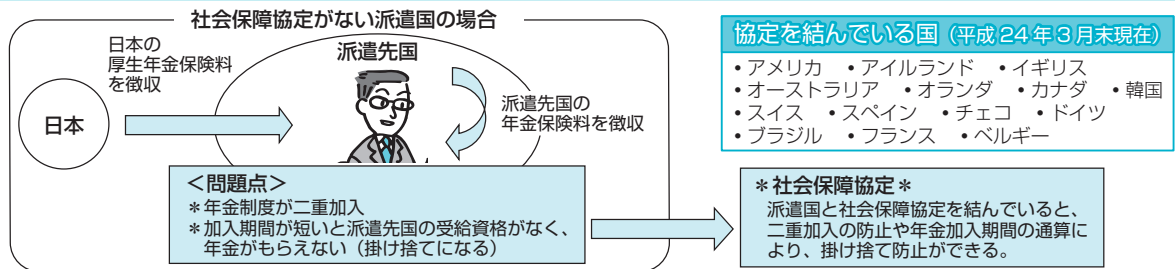 社会保障協定がない派遣国の場合
日本の
厚生年金保険料
を徴収
派遣先国
日本
派遣先国の
年金保険料を徴収
＜問題点＞
＊年金制度が二重加入
＊加入期間が短いと派遣先国の受給資格がなく、
年金がもらえない（掛け捨てになる）
協定を結んでいる国（平成24年3月末現在）
・アメリカ ・アイルランド ・イギリス
・オーストラリア ・オランダ ・カナダ ・韓国
・スイス ・スペイン ・チェコ ・ドイツ
・ブラジル ・フランス ・ベルギー
＊社会保障協定＊
派遣国と社会保障協定を結んでいると、
二重加入の防止や年金加入期間の通算に
より、掛け捨て防止ができる。